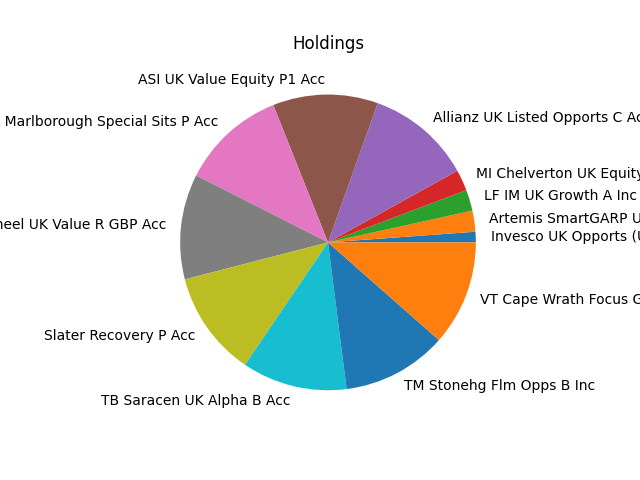 Holdings
ASI UK Value Equity P1 Acc
Allianz UK Listed Opports C
Marlborough Special Sits P Acc
MI Chelverton UK Equity
LF IM UK Growth A Inc
Artemis SmartGARP
UK Value R GBP Acc
Invesco UK Opports
VT Cape Wrath Focus
Slater Recovery P Acc
TM Stonehg Flm Opps B Inc
TB Saracen UK Alpha B Acc